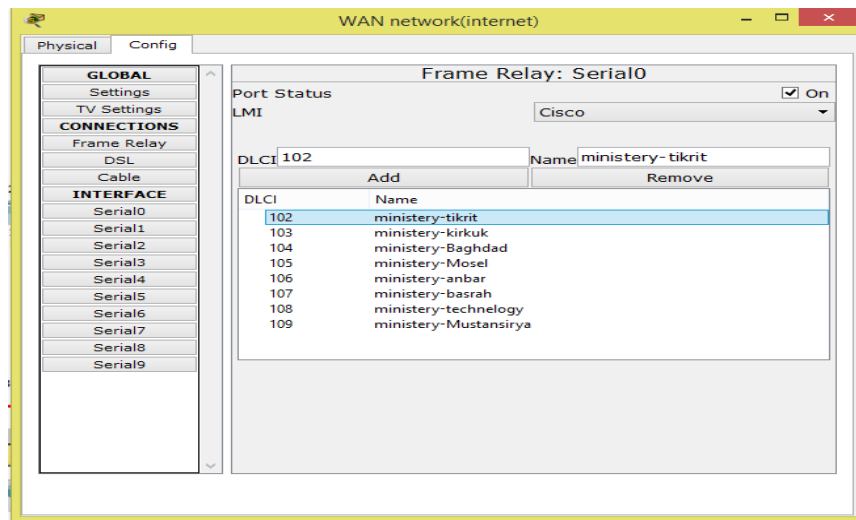 WAN network(internet)
Physical Config
GLOBAL
Settings
TV Settings
CONNECTIONS
Frame Relay
DSL
Cable
INTERFACE
Serial0
Serial1
Serial2
Serial3
Serial4
Serial5
Serial6
Serial7
Serial8
Serial9
Frame Relay: Serial0
Port Status On
LMI Cisco
DLCI 102 Name ministery-tikrit
Add Remove
DLCI Name
102 ministery-tikrit
103 ministery-kirkuk
104 ministery-Baghdad
105 ministery-Mosel
106 ministery-anbar
107 ministery-basrah
108 ministery-technelogy
109 ministery-Mustansirya